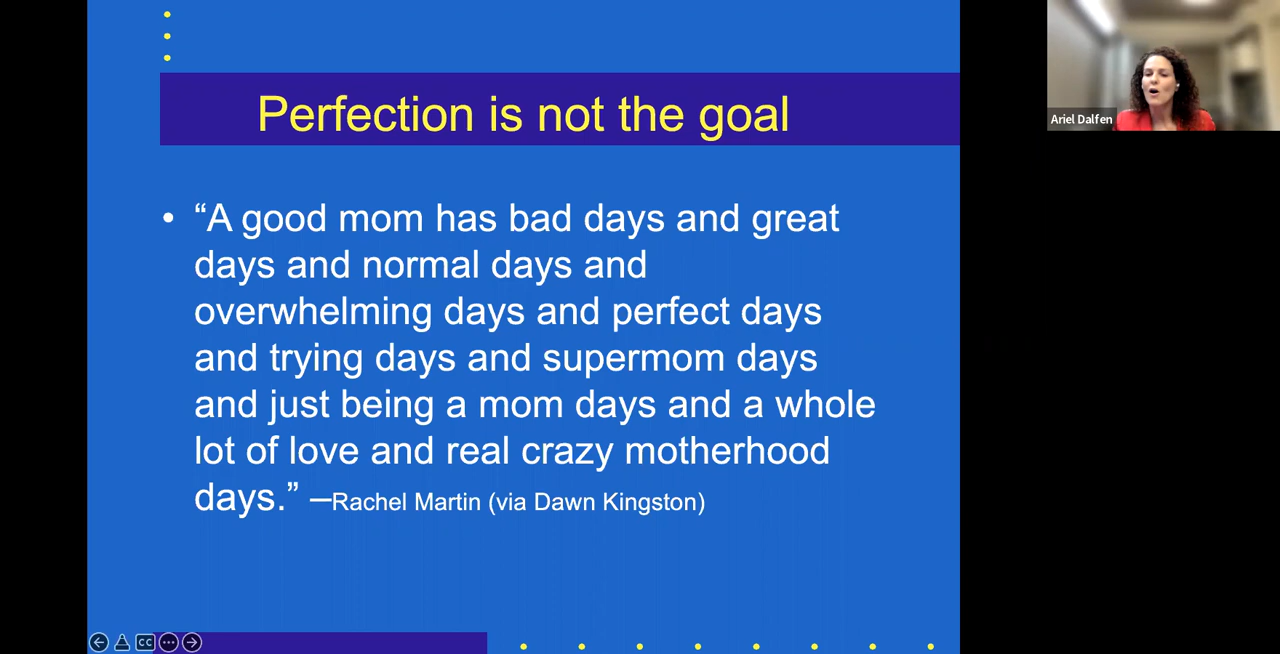 Perfection is not the goal
Ariel Dalfen
• “A good mom has bad days and great
days and normal days and
overwhelming days and perfect days
and trying days and supermom days
and just being a mom days and a whole
lot of love and real crazy motherhood
days.” —Rachel Martin (via Dawn Kingston)
CC